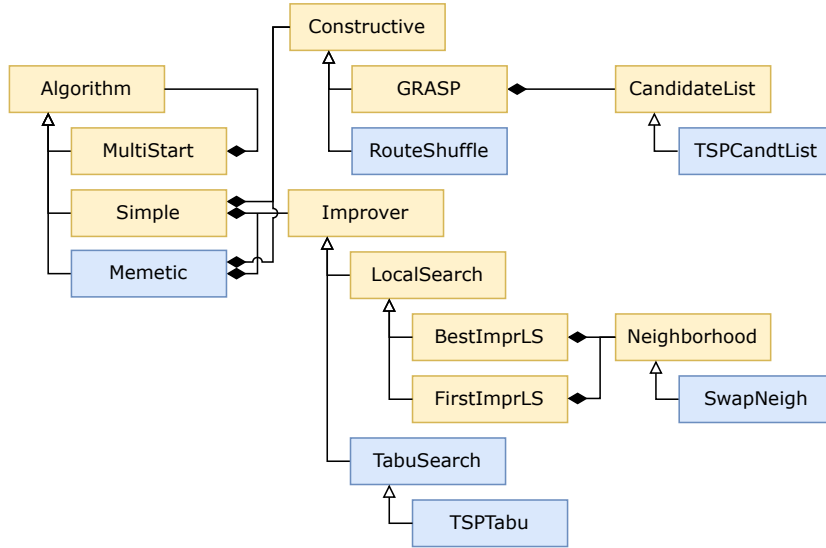 Constructive
Algorithm
GRASP
CandidateList
MultiStart
RouteShuffle
TSPCandtList
Simple
Improver
Memetic
LocalSearch
BestImprLS
Neighborhood
FirstImprLS
SwapNeigh
TabuSearch
TSPTabu